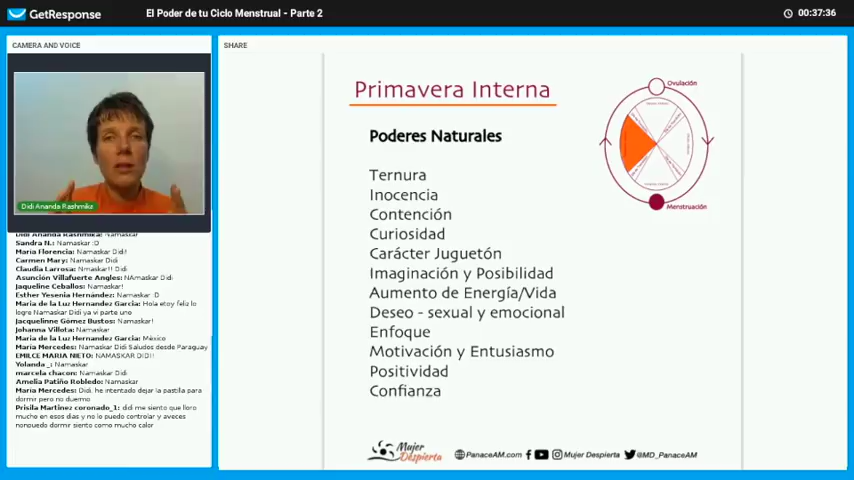 GetResponse
El Poder de tu Ciclo Menstrual - Parte 2
00:37:36
CAMERA AND VOICE
SHARE
Didi Ananda Rashmika
Didi Ananda Rashmika: Namaskar
Sandra N.: Namaskar :D
María Florencia: Namaskar Didi!
Carmen Mary: Namaskar Didi
Claudia Larrosa: Nmaskar!! Didi
Asunción Villafuerte Angles: NAmaskar Didi
Jaqueline Ceballos: Namaskar!
Esther Yesenia Hernández: Namaskar :D
Maria de la Luz Hernandez Garcia: Hola etoy feliz lo
logre Namaskar Didi ya vi parte uno
Jacquelinne Gómez Bustos: Namaskar!
Johanna Villota: Namaskar
Maria de la Luz Hernandez Garcia: México
María Mercedes: Namaskar Didi Saludos desde Paraguay
EMILCE MARIA NIETO: NAMASKAR DIDI!!
Yolanda _: Namaskar
marcela chacon: Namaskar Didi
Amelia Patiño Robledo: Namaskar
María Mercedes: Didi. he intentado dejar la pastilla para
dormir pero no duermo
Prisila Martinez coronado_1: didi me siento que lloro
mucho en esos dias y no lo puedo controlar y aveces
nonpuedo dormir siento como mucho calor
Primavera Interna
Poderes Naturales
Ternura
Inocencia
Contención
Curiosidad
Carácter Juguetón
Imaginación y Posibilidad
Aumento de Energía/Vida
Deseo - sexual y emocional
Enfoque
Motivación y Entusiasmo
Positividad
Confianza
Ovulación
Menstruación
Mujer
Despierta
PanaceAM.com
Mujer Despierta
@MD_PanaceAM